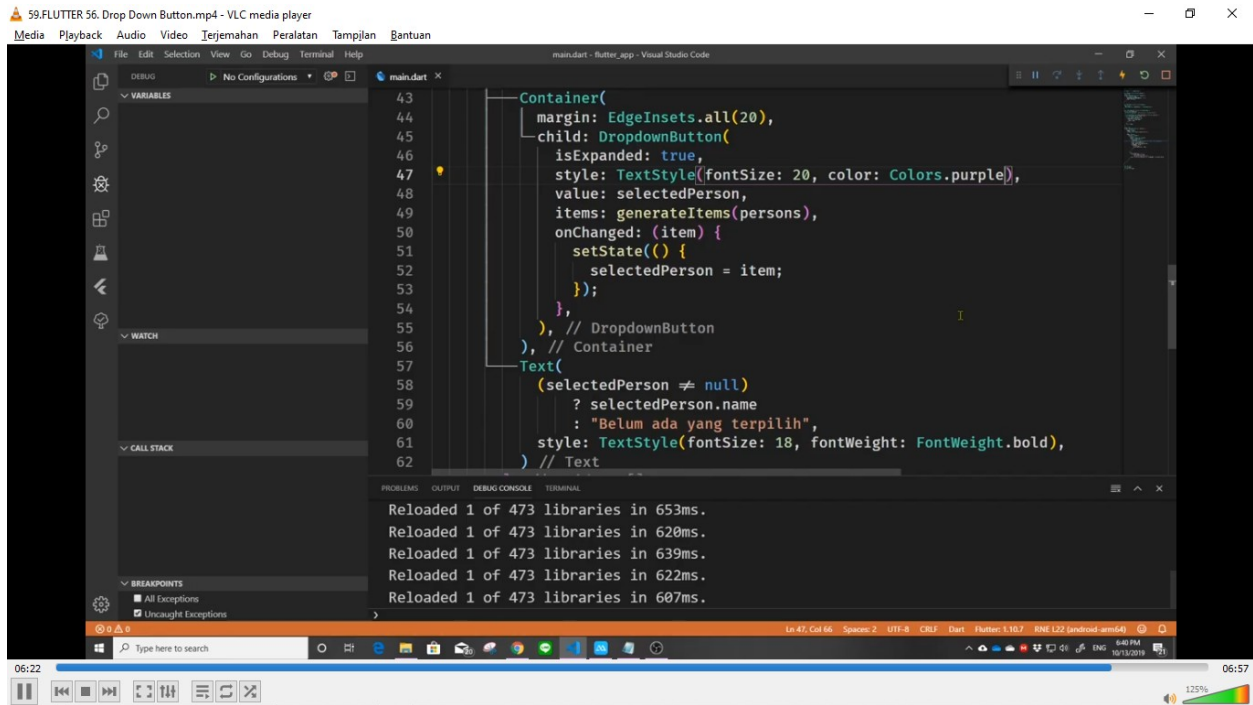 59.FLUTTER 56. Drop Down Button.mp4 - VLC media player
Media Playback Audio Video Terjemahan Peralatan Tampilan Bantuan
File Edit Selection View Go Debug Terminal Help
main.dart - flutter_app - Visual Studio Code
DEBUG No Configurations
main.dart
VARIABLES
WATCH
CALL STACK
BREAKPOINTS
All Exceptions
Uncaught Exceptions
43 Container(
44 margin: EdgeInsets.all(20),
45 child: DropdownButton(
46 isExpanded: true,
47 style: TextStyle(fontSize: 20, color: Colors.purple),
48 value: selectedPerson,
49 items: generateItems(persons),
50 onChanged: (item) {
51 setState(() {
52 selectedPerson = item;
53 });
54 },
55 ), // DropdownButton
56 ), // Container
57 Text(
58 (selectedPerson ≠ null)
59 ? selectedPerson.name
60 : "Belum ada yang terpilih",
61 style: TextStyle(fontSize: 18, fontWeight: FontWeight.bold),
62 ) // Text
PROBLEMS OUTPUT DEBUG CONSOLE TERMINAL
Reloaded 1 of 473 libraries in 653ms.
Reloaded 1 of 473 libraries in 620ms.
Reloaded 1 of 473 libraries in 639ms.
Reloaded 1 of 473 libraries in 622ms.
Reloaded 1 of 473 libraries in 607ms.
0 0
Ln 47, Col 66 Spaces: 2 UTF-8 CRLF Dart Flutter: 1.10.7 RNE L22 (android-arm64)
Type here to search
ENG
6:40 PM
10/13/2019
06:22
06:57
125%